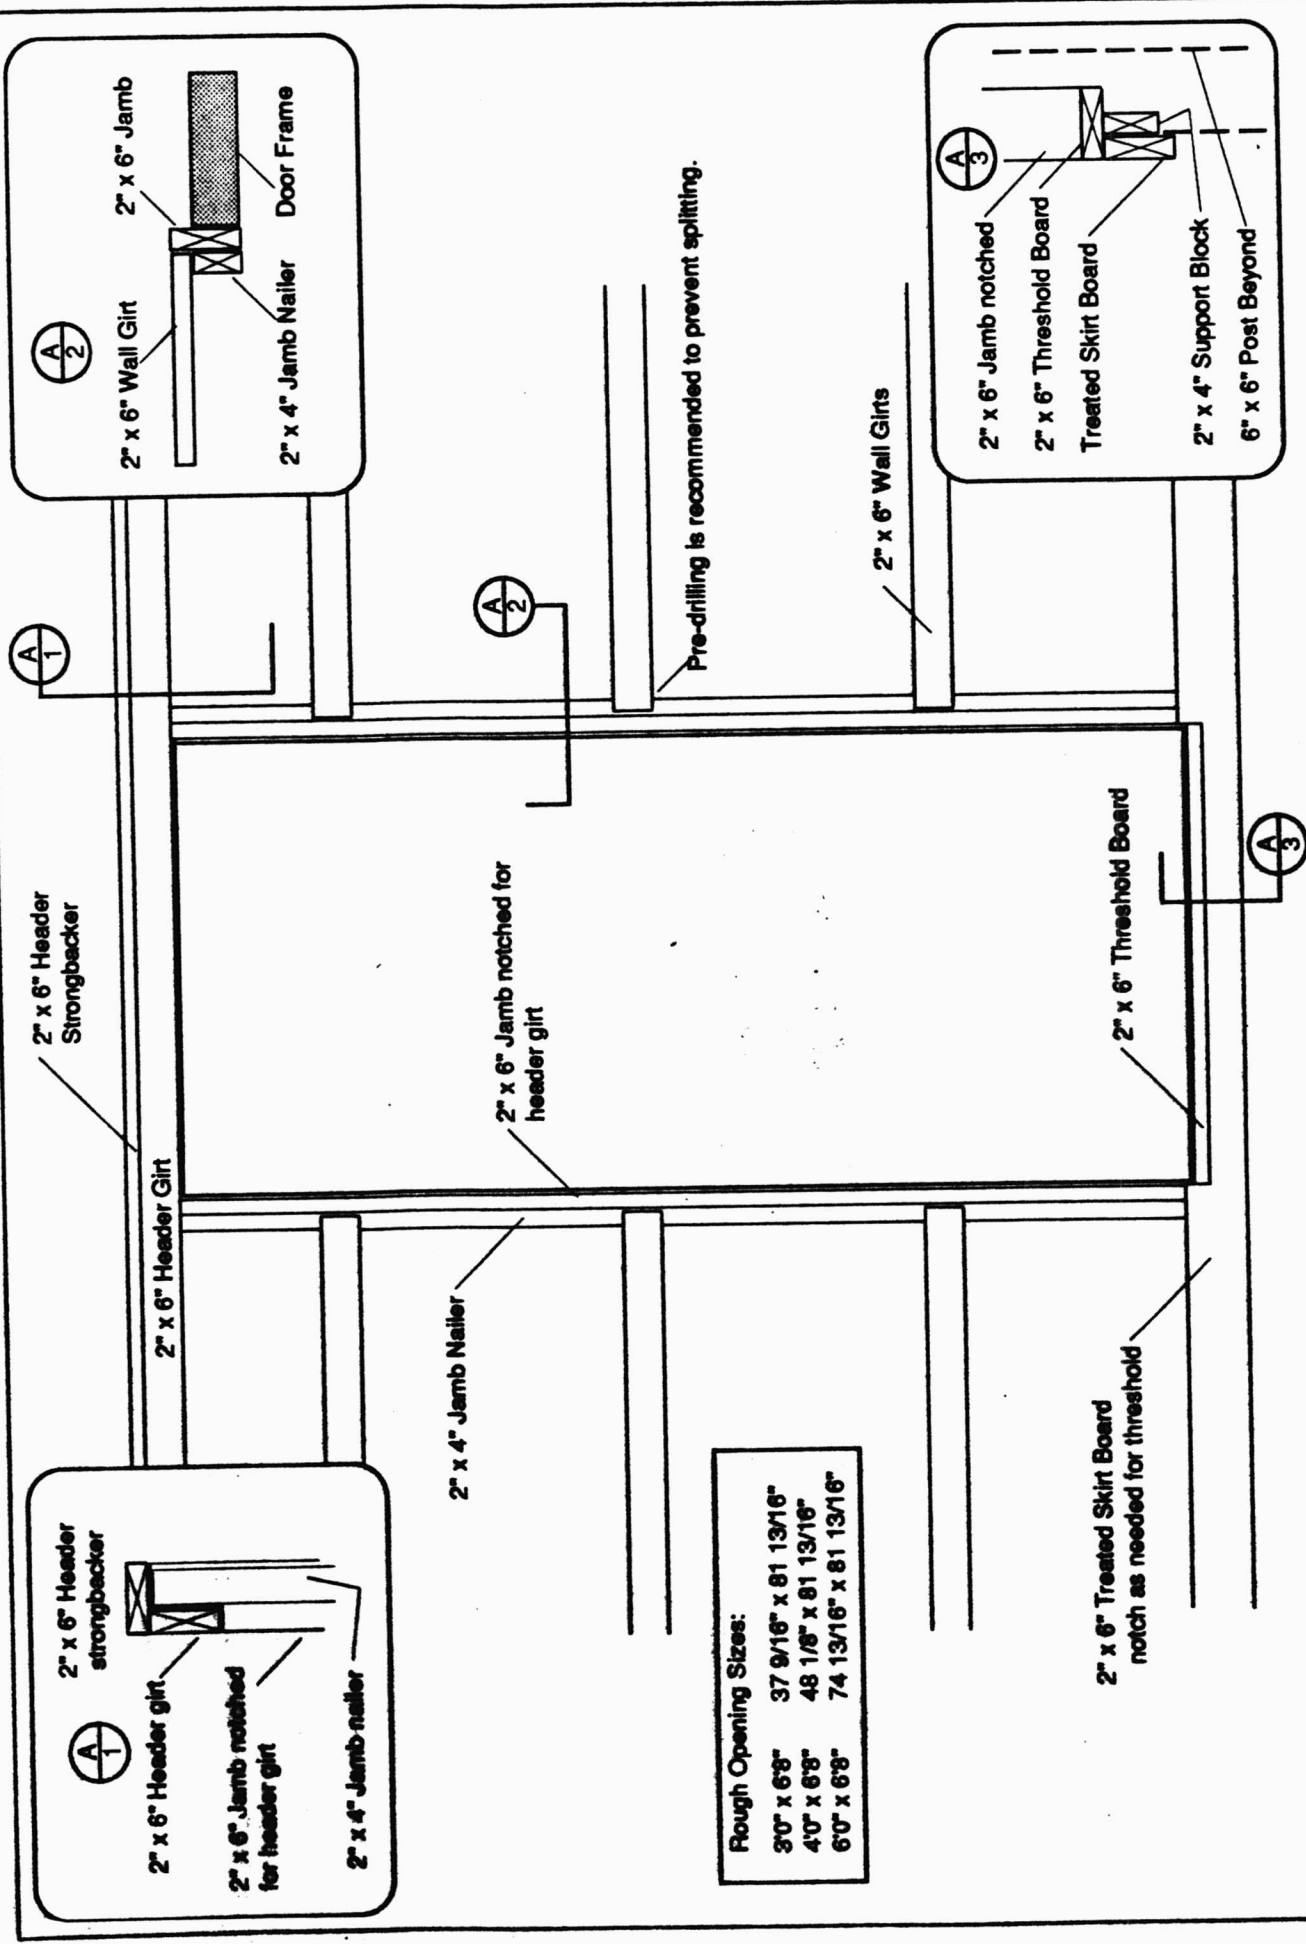 A
1
2" x 6" Header
strongbacker
2" x 6" Header girt
2" x 6" Jamb notched
for header girt
2" x 4" Jamb nailer
2" x 6" Header
Strongbacker
2" x 6" Header Girt
A
1
A
2
2" x 6" Wall Girt
2" x 6" Jamb
2" x 4" Jamb Nailer
Door Frame
2" x 4" Jamb Nailer
2" x 6" Jamb notched for
header girt
A
2
Pre-drilling is recommended to prevent splitting.
Rough Opening Sizes:
3'0" x 6'8" 37 9/16" x 81 13/16"
4'0" x 6'8" 48 1/8" x 81 13/16"
6'0" x 6'8" 74 13/16" x 81 13/16"
2" x 6" Wall Girts
2" x 6" Treated Skirt Board
notch as needed for threshold
2" x 6" Threshold Board
A
3
A
3
2" x 6" Jamb notched
2" x 6" Threshold Board
Treated Skirt Board
2" x 4" Support Block
6" x 6" Post Beyond